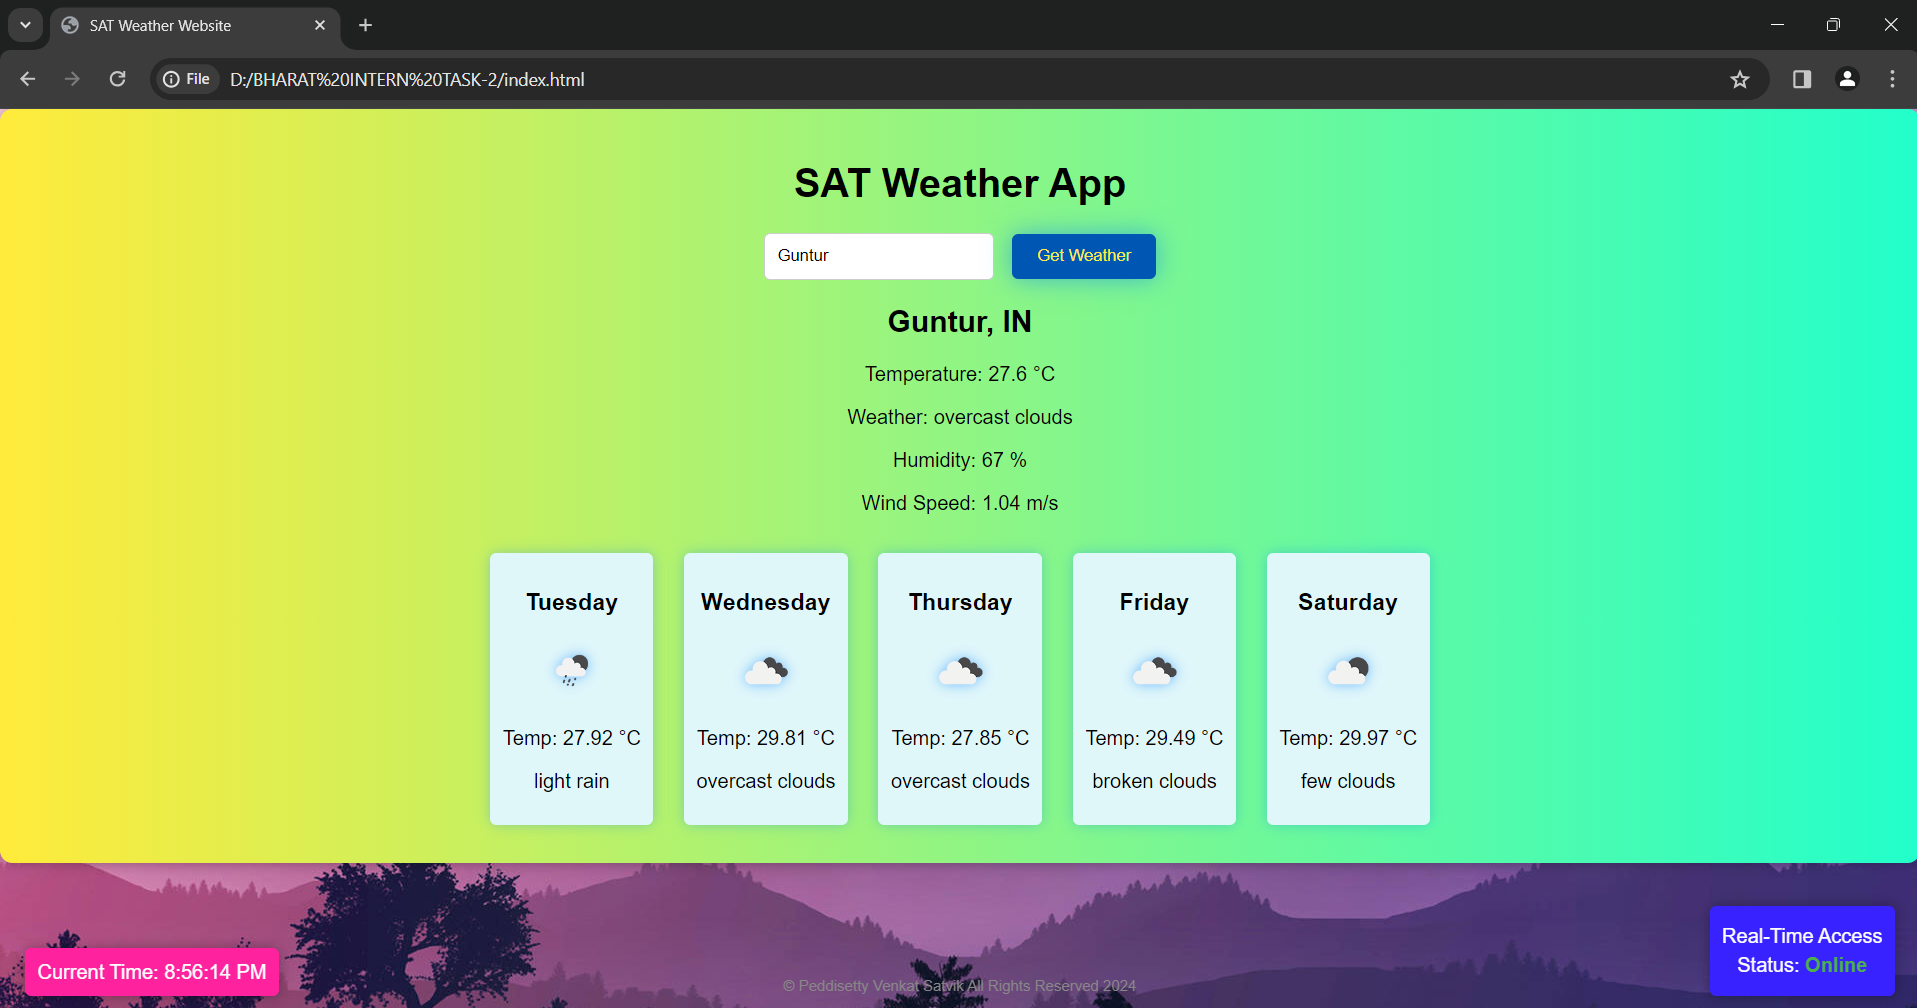 SAT Weather Website
File D:/BHARAT%20INTERN%20TASK-2/index.html
SAT Weather App
Guntur Get Weather
Guntur, IN
Temperature: 27.6 °C
Weather: overcast clouds
Humidity: 67 %
Wind Speed: 1.04 m/s
Tuesday
Temp: 27.92 °C
light rain
Wednesday
Temp: 29.81 °C
overcast clouds
Thursday
Temp: 27.85 °C
overcast clouds
Friday
Temp: 29.49 °C
broken clouds
Saturday
Temp: 29.97 °C
few clouds
Current Time: 8:56:14 PM
© Peddisetty Venkat Satvik All Rights Reserved 2024
Real-Time Access
Status: Online